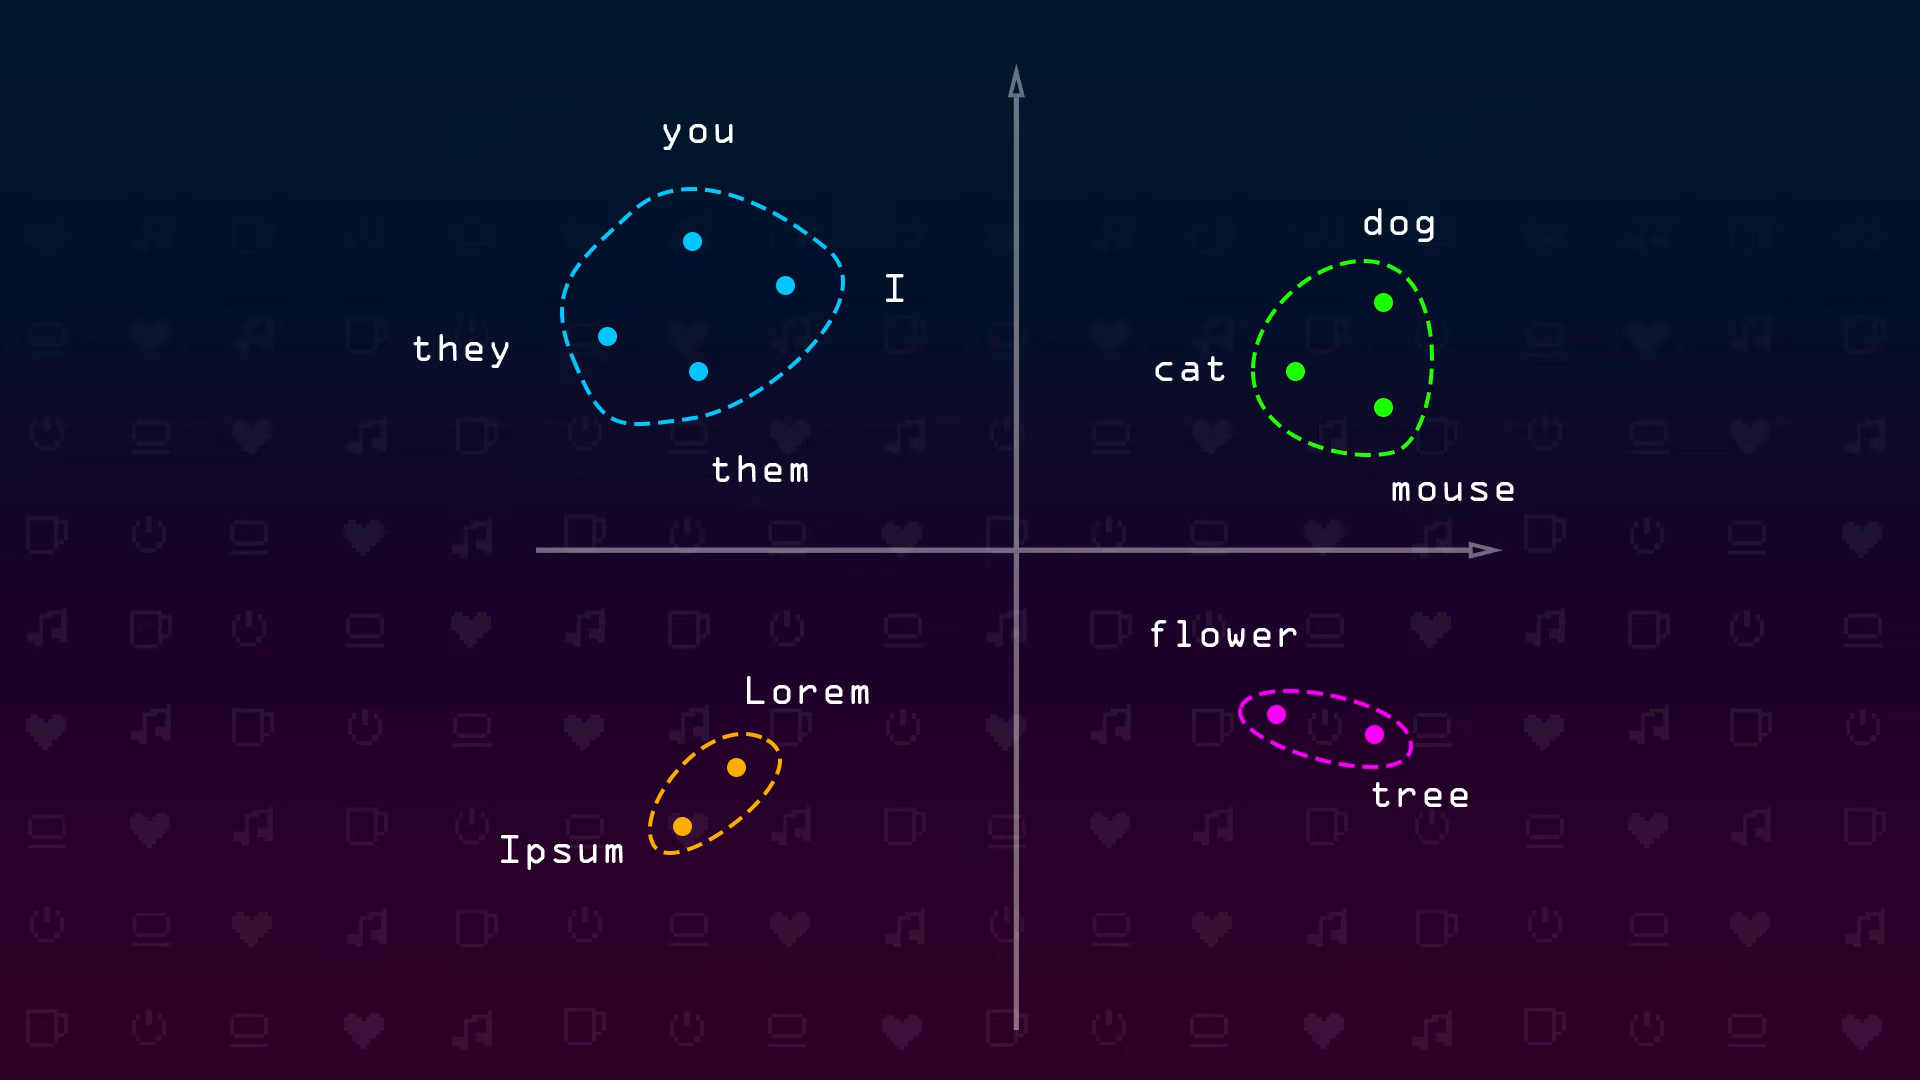 you
dog
I
they
cat
them
mouse
flower
Lorem
tree
Ipsum